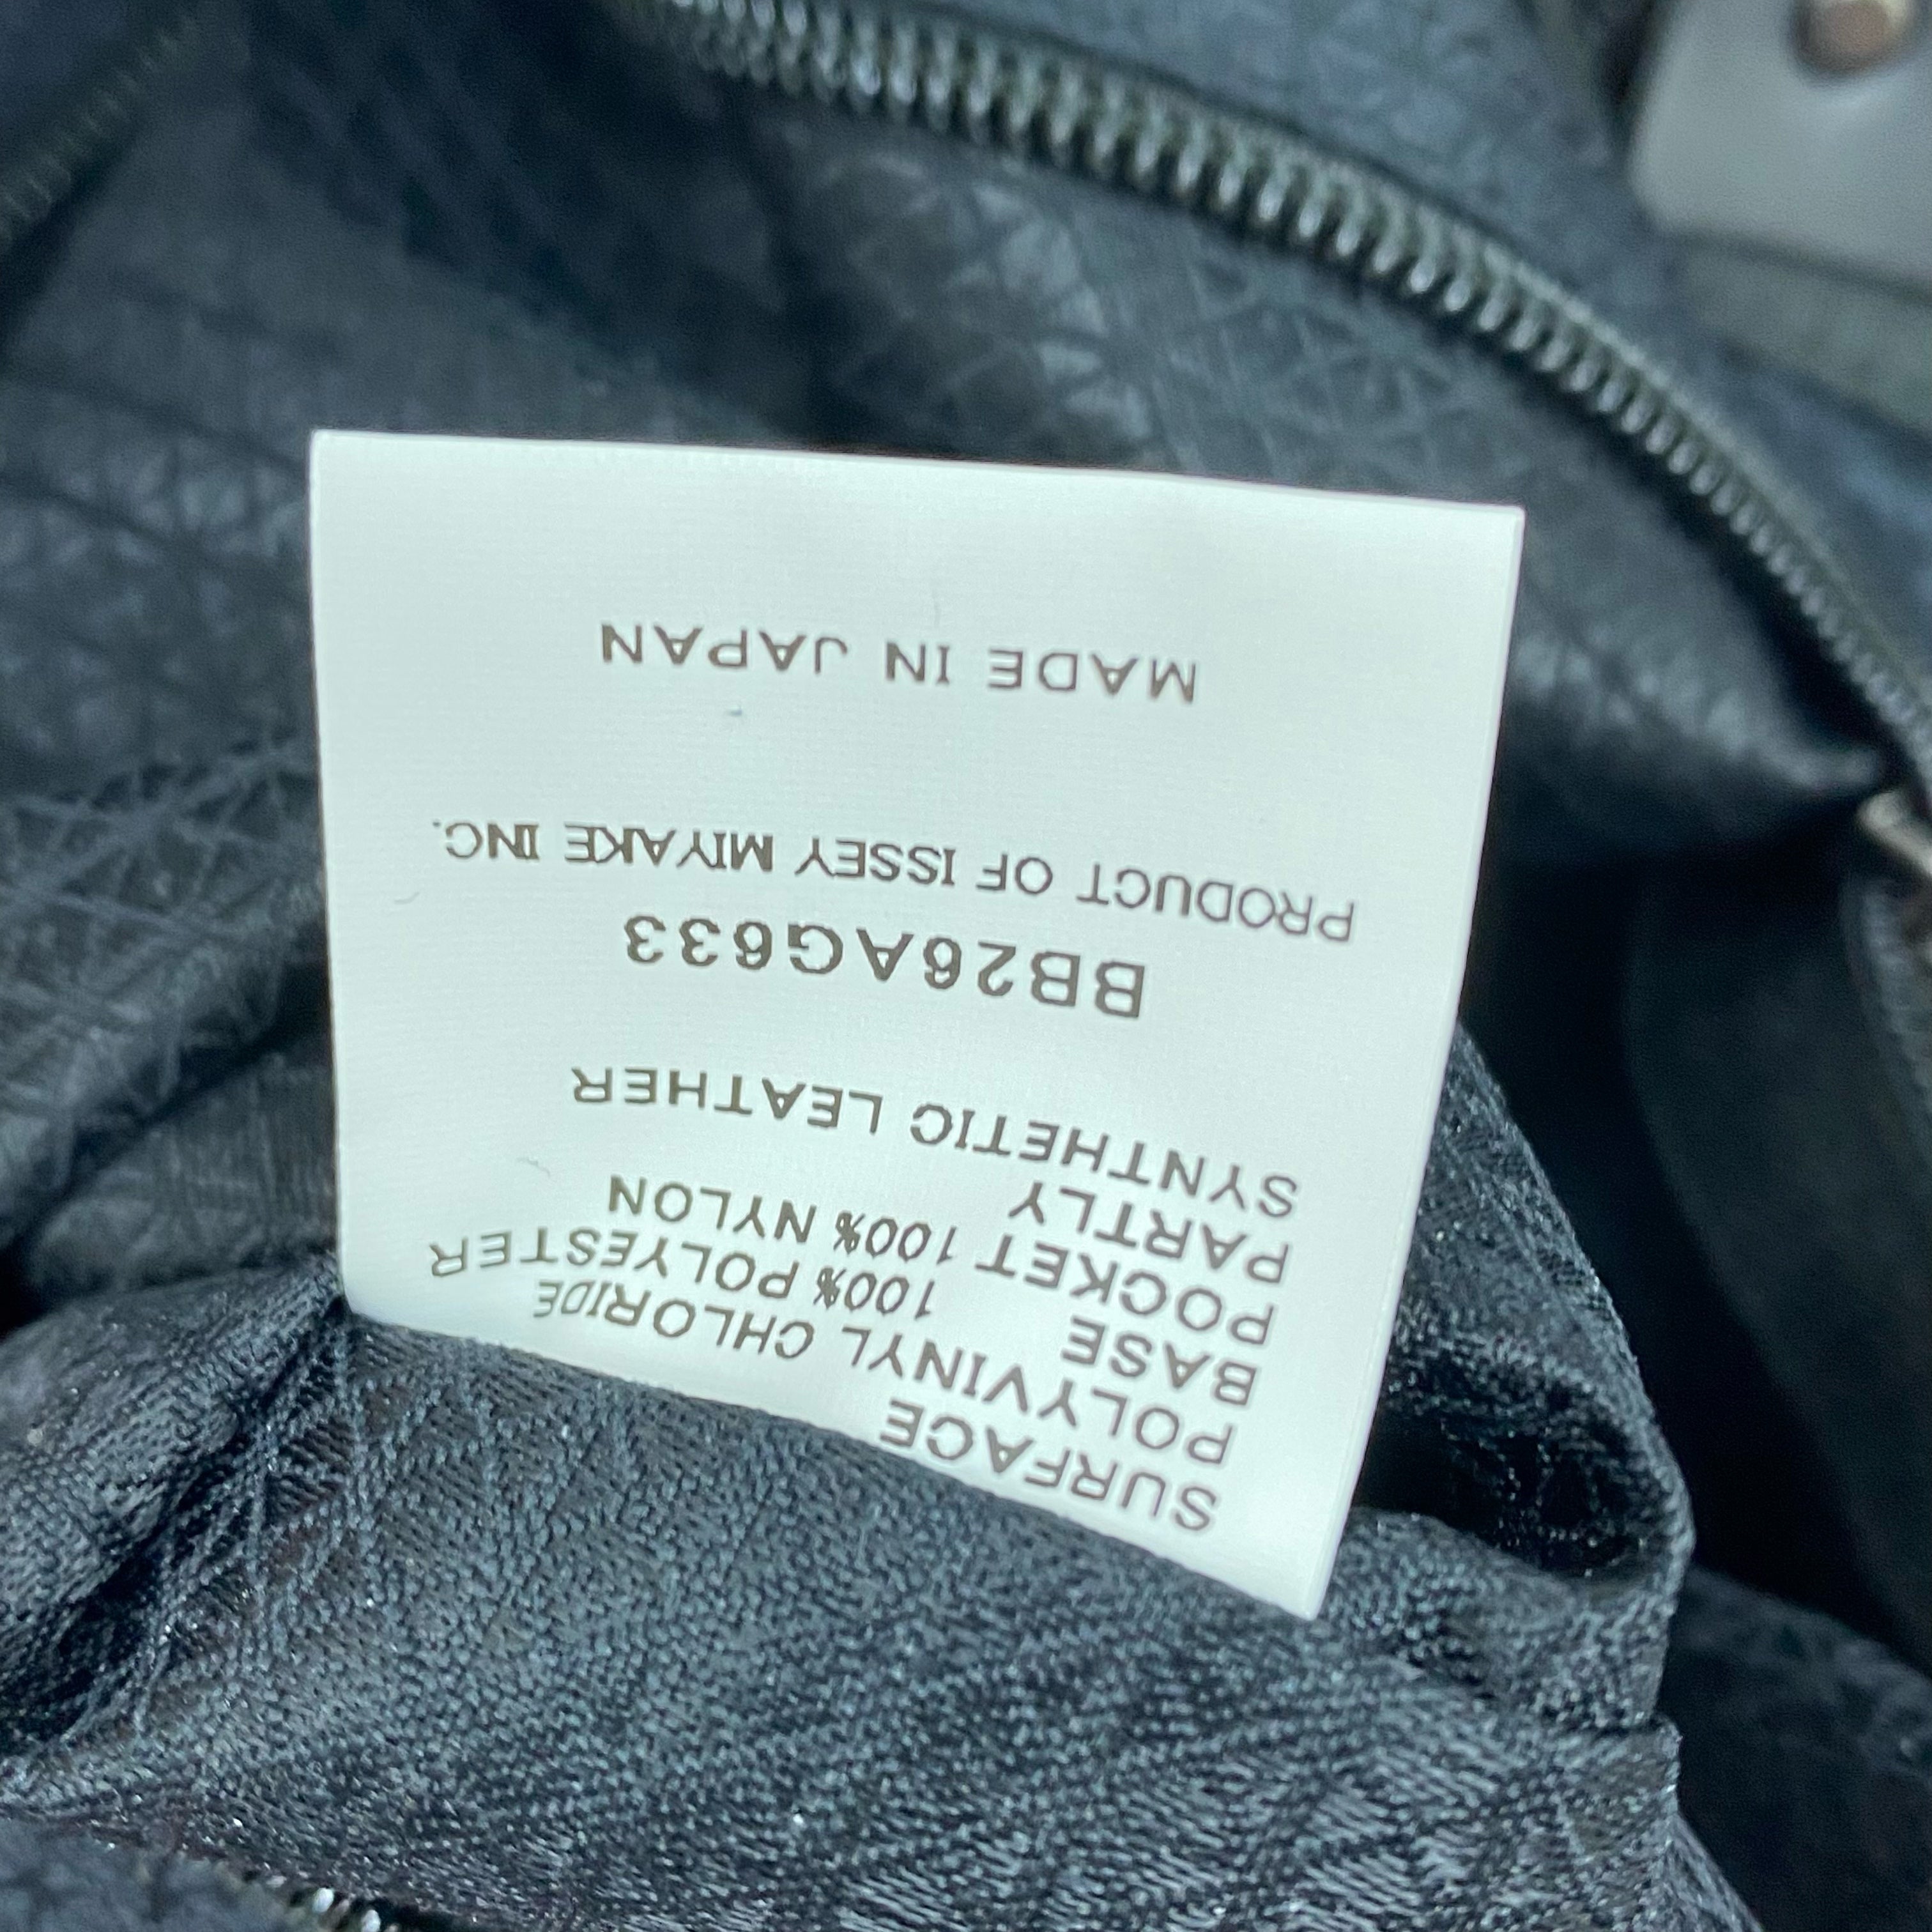 SURFACE
POLYVINYL CHLORIDE
BASE 100% POLYESTER
POCKET 100% NYLON
PARTLY
SYNTHETIC LEATHER
BB26AG633
PRODUCT OF ISSEY MIYAKE INC.
MADE IN JAPAN